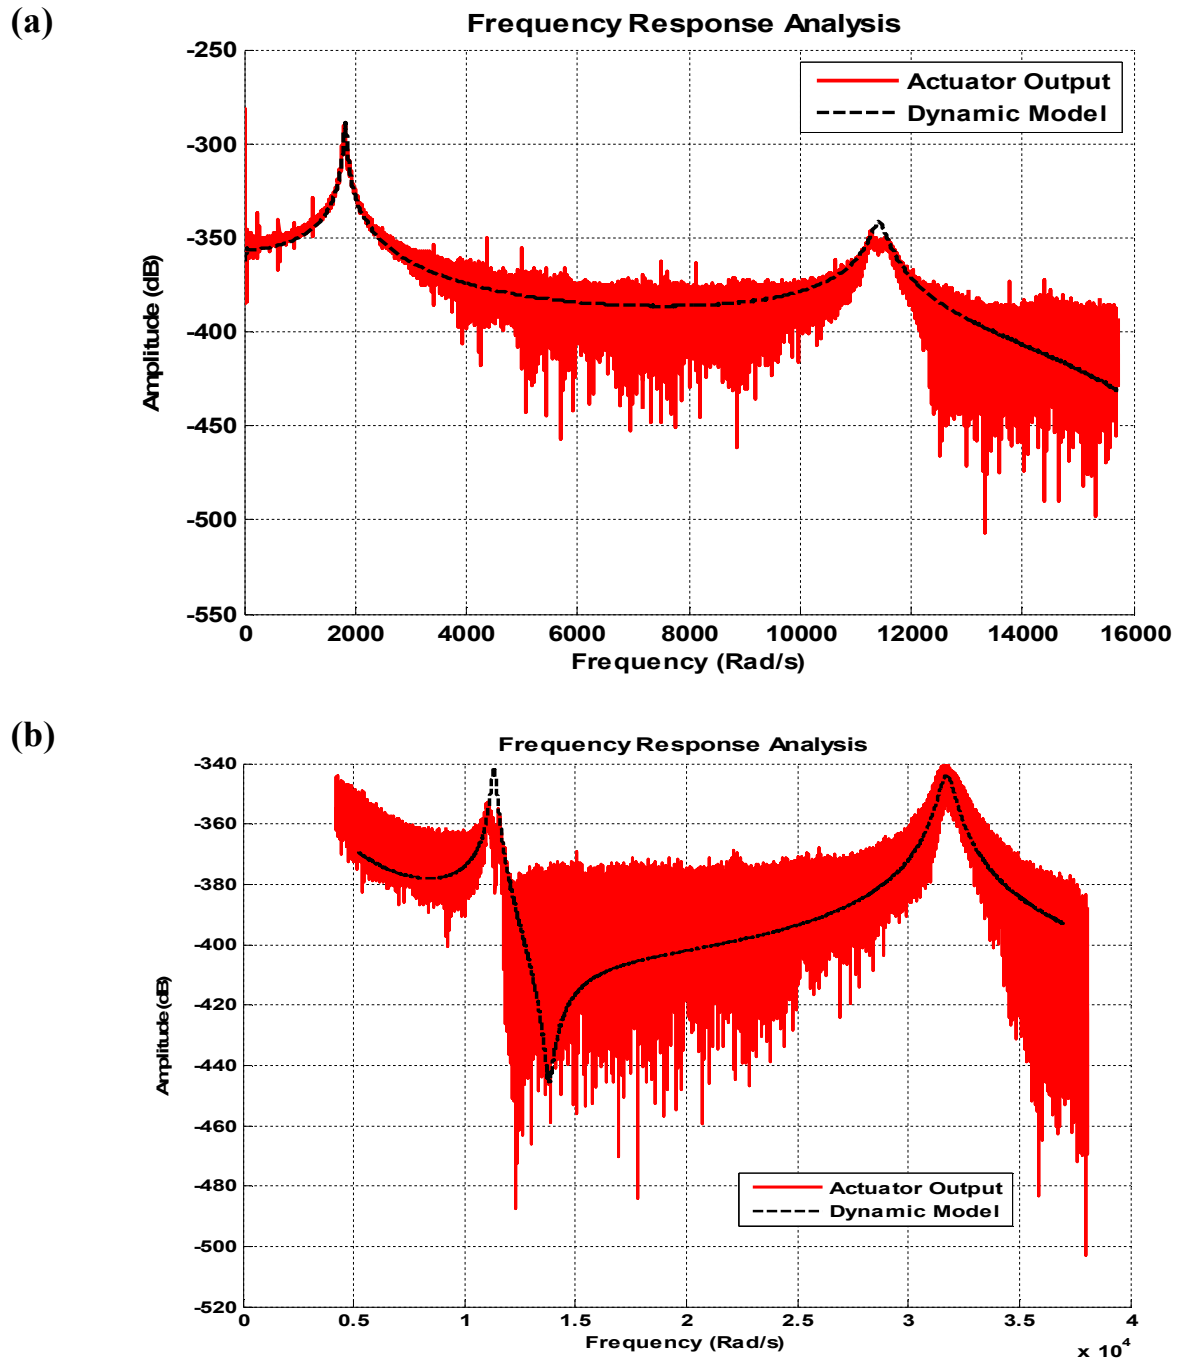 (a)
Frequency Response Analysis
-250
-300
-350
-400
-450
-500
-550
Amplitude (dB)
Actuator Output
Dynamic Model
0 2000 4000 6000 8000 10000 12000 14000 16000
Frequency (Rad/s)
(b)
Frequency Response Analysis
-340
-360
-380
-400
-420
-440
-460
-480
-500
-520
Amplitude (dB)
Actuator Output
Dynamic Model
0 0.5 1 1.5 2 2.5 3 3.5 4
Frequency (Rad/s)
x 10^4